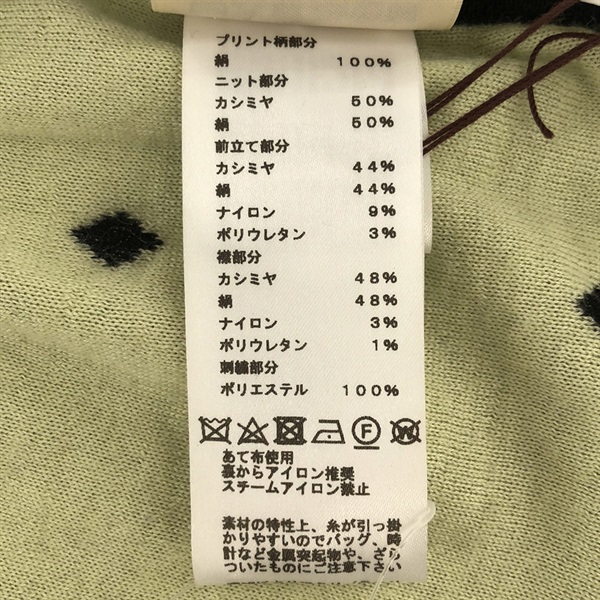 プリント柄部分
絹 100%
ニット部分
カシミヤ 50%
絹 50%
前立て部分
カシミヤ 44%
絹 44%
ナイロン 9%
ポリウレタン 3%
襟部分
カシミヤ 48%
絹 48%
ナイロン 3%
ポリウレタン 1%
刺繍部分
ポリエステル 100%
F W
あて布使用
裏からアイロン推奨
スチームアイロン禁止
素材の特性上、糸が引っ掛
かりやすいのでバッグ、時
計など金属突起物や、ざら
ついたものにご注意下さい